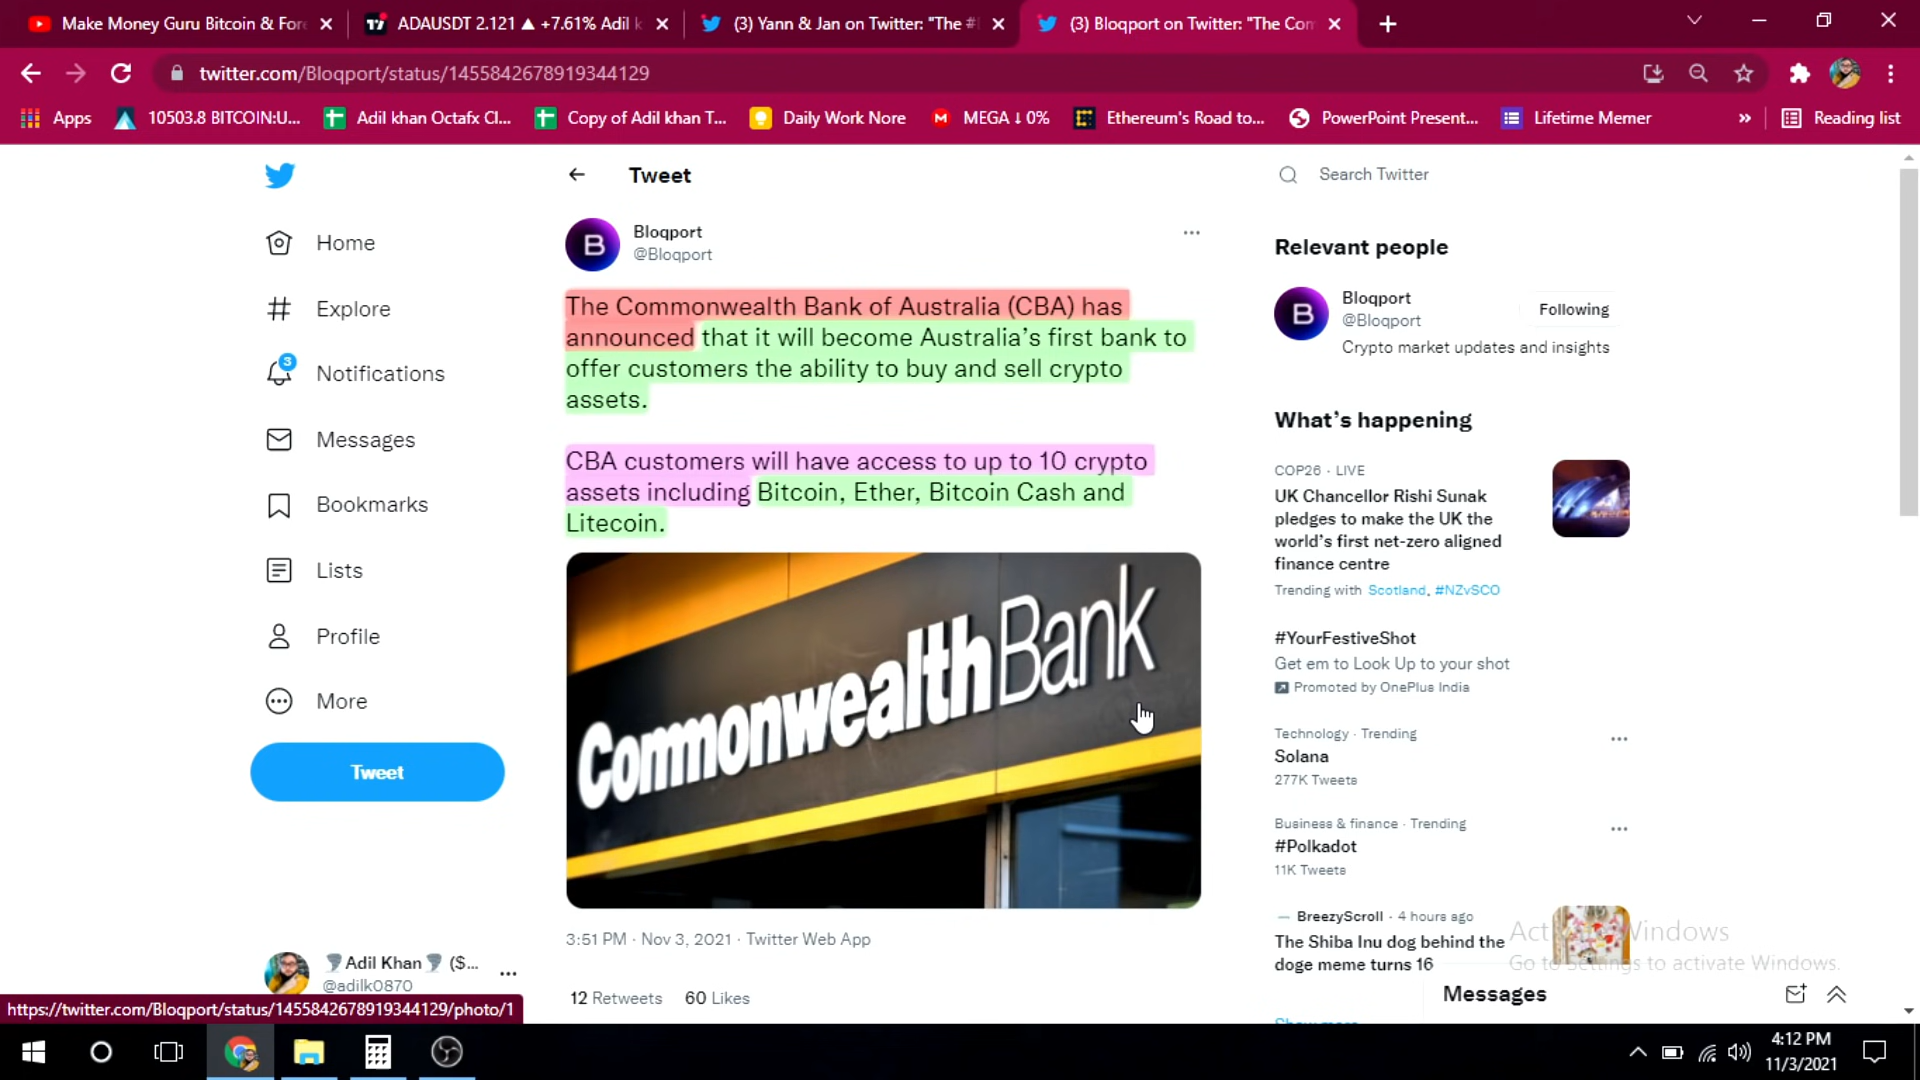 Make Money Guru Bitcoin & For
ADAUSDT 2.121 ▲ +7.61% Adil k
(3) Yann & Jan on Twitter: "The #
(3) Bloqport on Twitter: "The Com
twitter.com/Bloqport/status/1455842678919344129
Apps
10503.8 BITCOIN:U...
Adil khan Octafx Cl...
Copy of Adil khan T...
Daily Work Nore
MEGA ↓ 0%
Ethereum's Road to...
PowerPoint Present...
Lifetime Memer
»
Reading list
Tweet
Search Twitter
Home
Explore
3
Notifications
Messages
Bookmarks
Lists
Profile
More
Tweet
Adil Khan ($...
@adilk0870
B
Bloqport
@Bloqport
The Commonwealth Bank of Australia (CBA) has
announced that it will become Australia's first bank to
offer customers the ability to buy and sell crypto
assets.
CBA customers will have access to up to 10 crypto
assets including Bitcoin, Ether, Bitcoin Cash and
Litecoin.
CommonwealthBank
3:51 PM · Nov 3, 2021 · Twitter Web App
12 Retweets 60 Likes
Relevant people
B
Bloqport
@Bloqport
Following
Crypto market updates and insights
What's happening
COP26 · LIVE
UK Chancellor Rishi Sunak
pledges to make the UK the
world's first net-zero aligned
finance centre
Trending with Scotland, #NZvSCO
#YourFestiveShot
Get em to Look Up to your shot
Promoted by OnePlus India
Technology · Trending
Solana
277K Tweets
Business & finance · Trending
#Polkadot
11K Tweets
BreezyScroll · 4 hours ago
The Shiba Inu dog behind the
doge meme turns 16
Show more
Activate Windows
Go to Settings to activate Windows.
Messages
https://twitter.com/Bloqport/status/1455842678919344129/photo/1
4:12 PM
11/3/2021